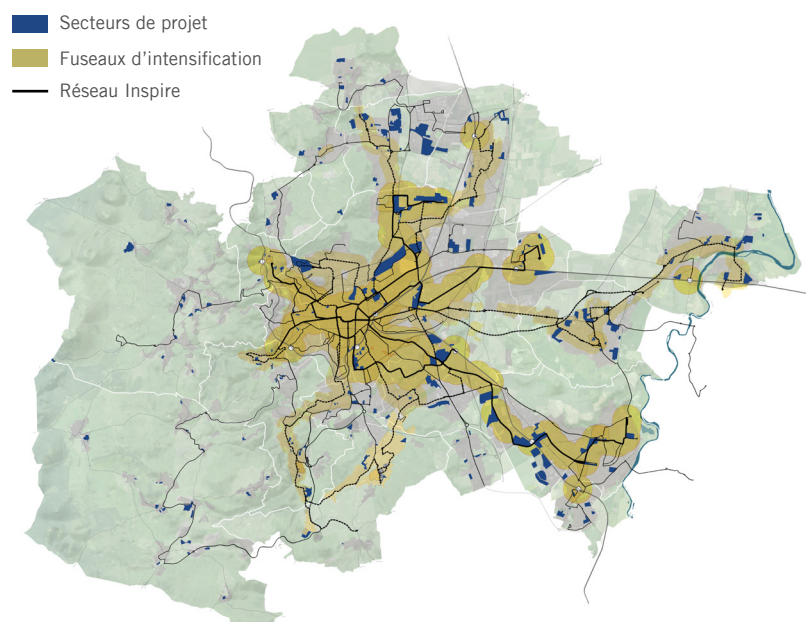 Secteurs de projet
Fuseaux d'intensification
Réseau Inspire